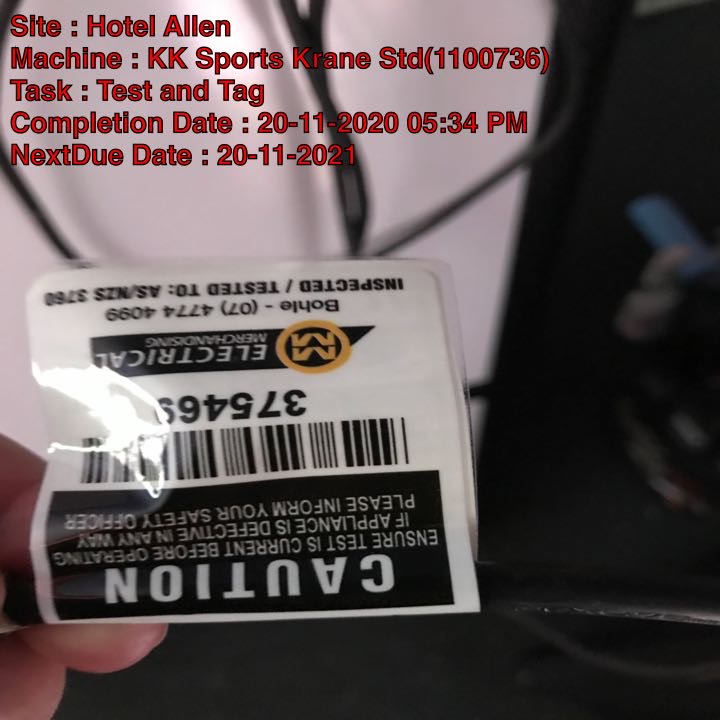 Site : Hotel Allen
Machine : KK Sports Krane Std(1100736)
Task : Test and Tag
Completion Date : 20-11-2020 05:34 PM
NextDue Date : 20-11-2021
CAUTION
ENSURE TEST IS CURRENT BEFORE OPERATING
IF APPLIANCE IS DEFECTIVE IN ANY WAY
PLEASE INFORM YOUR SAFETY OFFICER
375469
MM ELECTRICAL
MERCHANDISING
Bohle - (07) 4774 4099
INSPECTED / TESTED TO: AS/NZS 3760